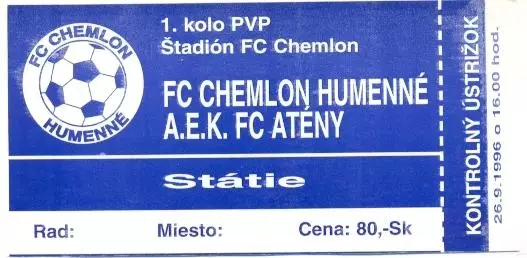 FC CHEMLON
HUMENNÉ
1. kolo PVP
Štadión FC Chemlon
FC CHEMLON HUMENNÉ
A.E.K. FC ATÉNY
Státie
Rad:
Miesto:
Cena: 80,-Sk
KONTROLNÝ ÚSTRIŽOK
26.9.1996 o 16.00 hod.